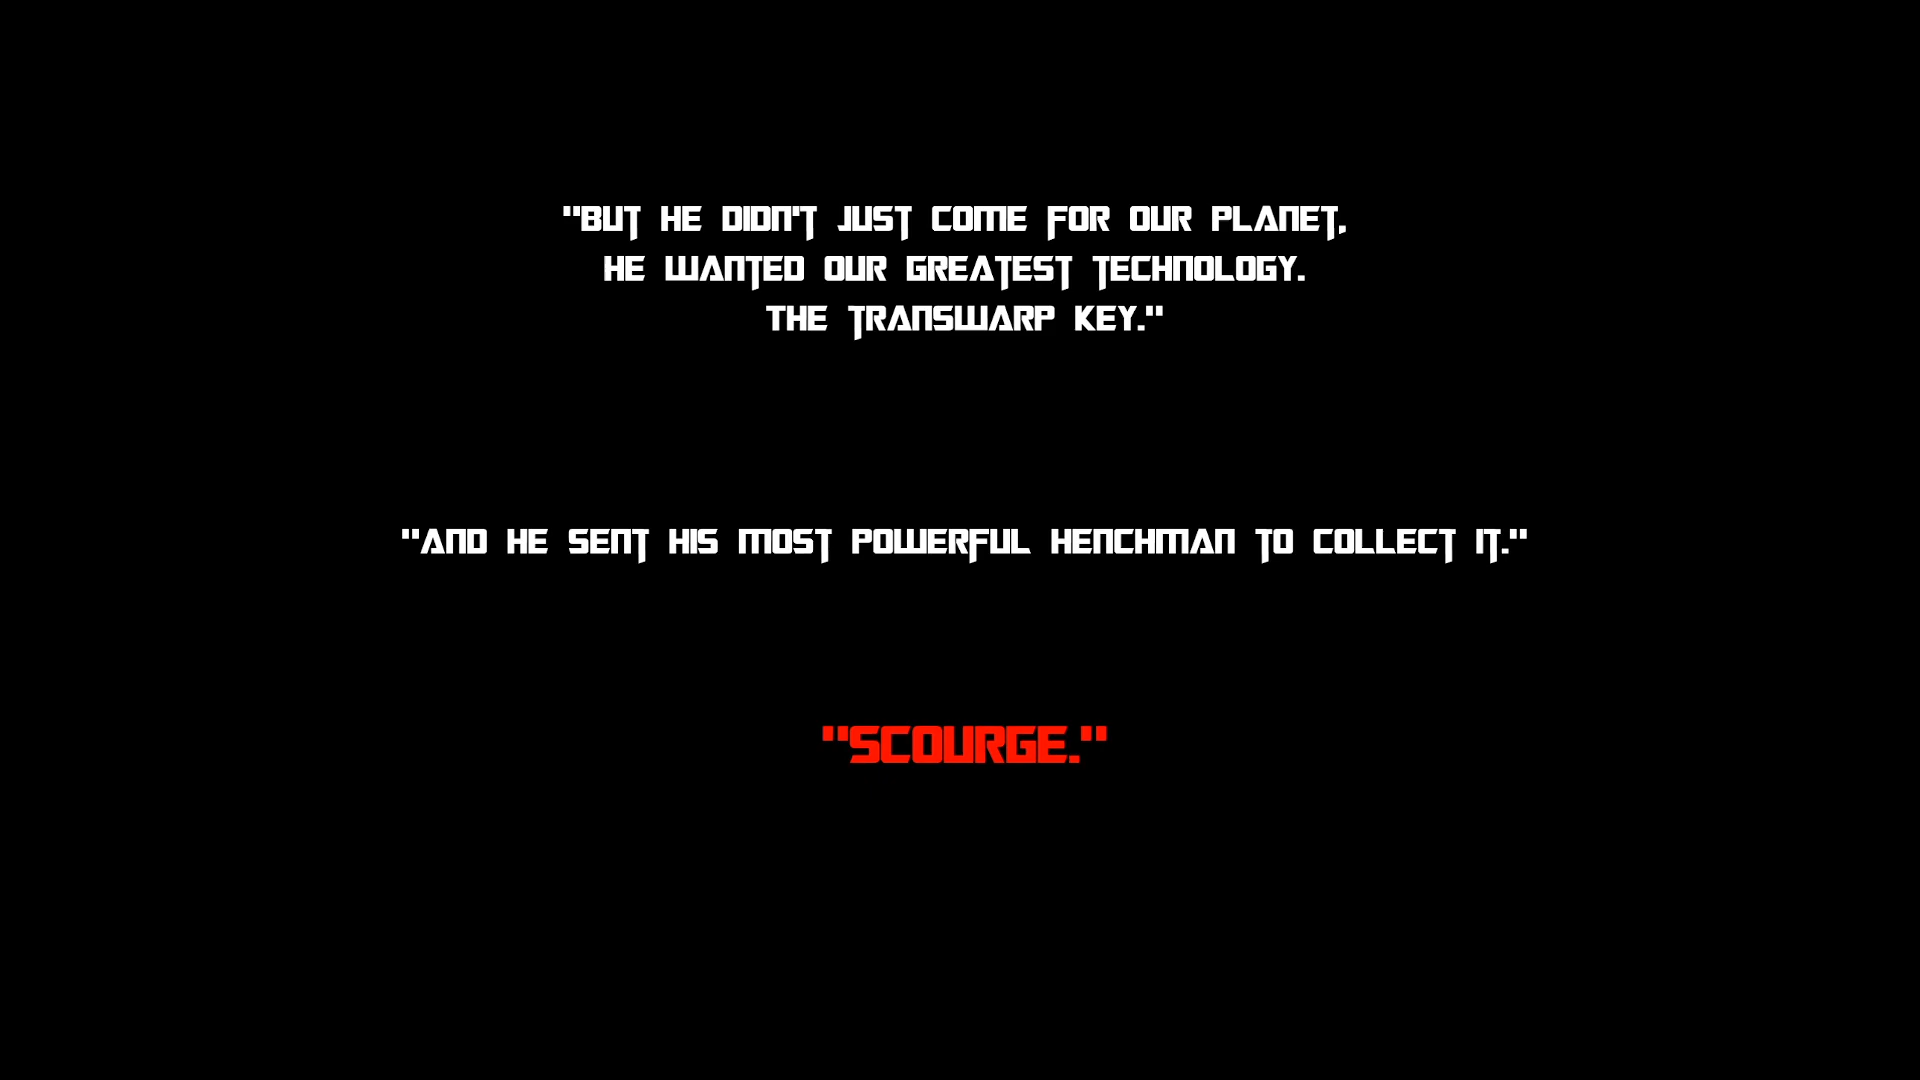 "BUT HE DIDN'T JUST COME FOR OUR PLANET,
HE WANTED OUR GREATEST TECHNOLOGY.
THE TRANSWARP KEY."
"AND HE SENT HIS MOST POWERFUL HENCHMAN TO COLLECT IT."
"SCOURGE."